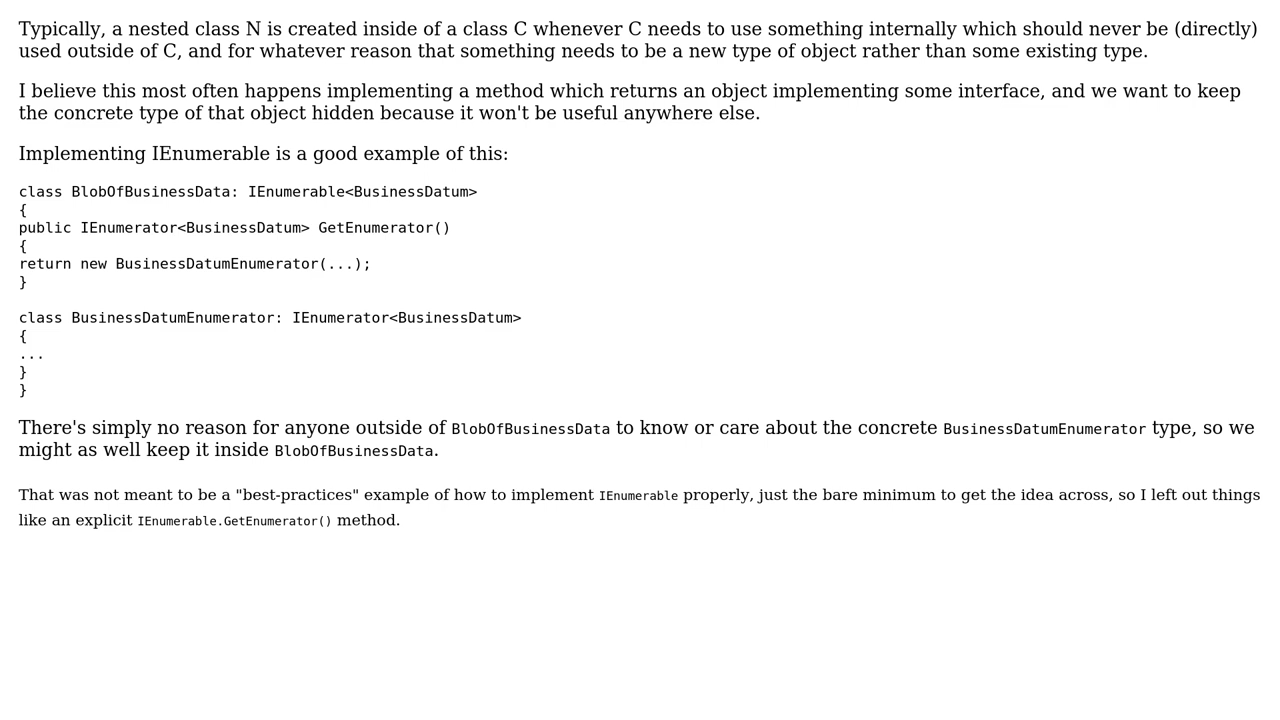 Typically, a nested class N is created inside of a class C whenever C needs to use something internally which should never be (directly)
used outside of C, and for whatever reason that something needs to be a new type of object rather than some existing type.
I believe this most often happens implementing a method which returns an object implementing some interface, and we want to keep
the concrete type of that object hidden because it won't be useful anywhere else.
Implementing IEnumerable is a good example of this:
class BlobOfBusinessData: IEnumerable<BusinessDatum>
{
public IEnumerator<BusinessDatum> GetEnumerator()
{
return new BusinessDatumEnumerator(...);
}
class BusinessDatumEnumerator: IEnumerator<BusinessDatum>
{
...
}
}
There's simply no reason for anyone outside of BlobOfBusinessData to know or care about the concrete BusinessDatumEnumerator type, so we
might as well keep it inside BlobOfBusinessData.
That was not meant to be a "best-practices" example of how to implement IEnumerable properly, just the bare minimum to get the idea across, so I left out things
like an explicit IEnumerable.GetEnumerator() method.